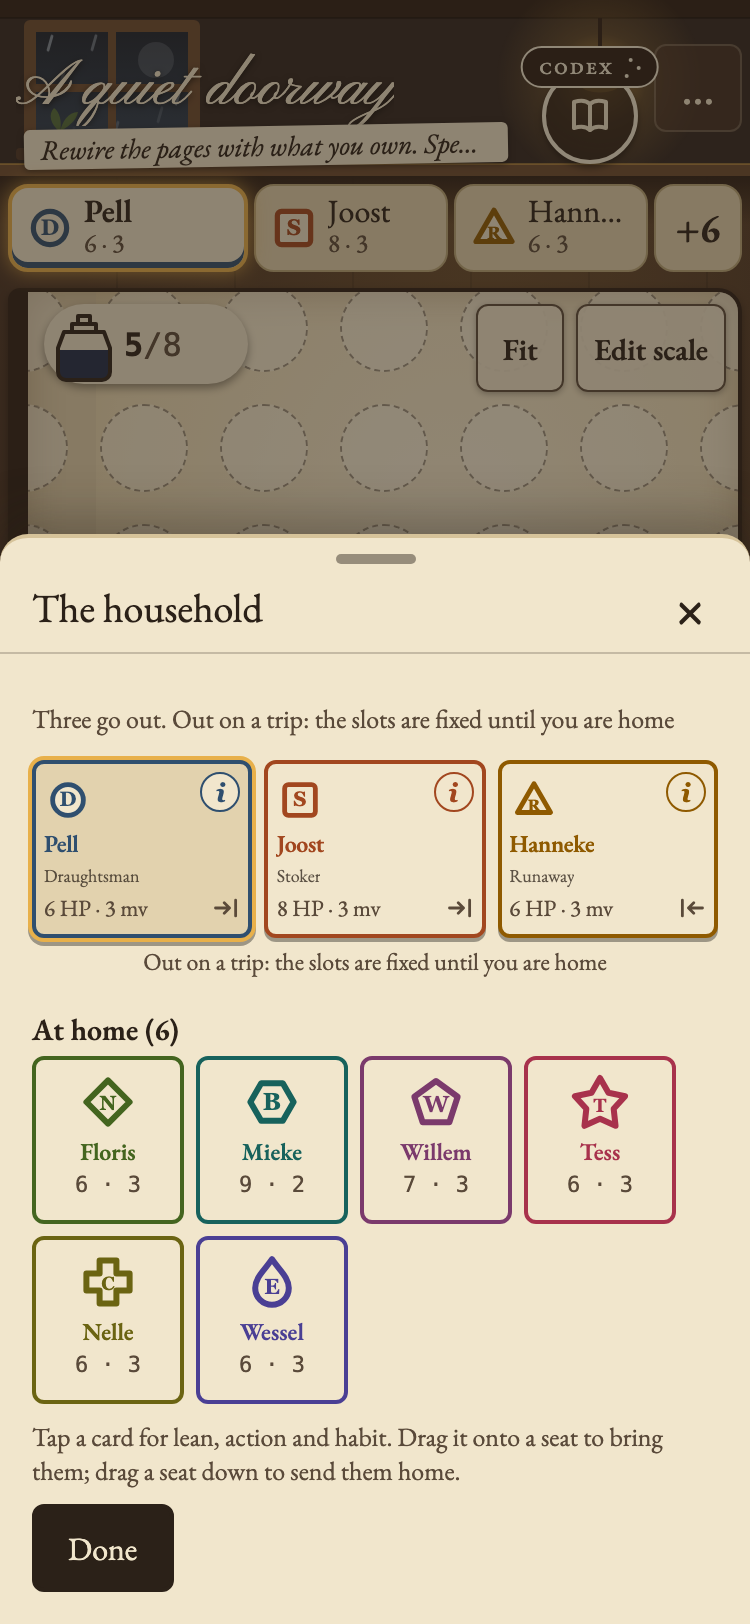 A quiet doorway
CODEX
...
Rewire the pages with what you own. Spe...
D Pell
6 · 3
S Joost
8 · 3
R Hann...
6 · 3
+6
5/8
Fit
Edit scale
The household
Three go out. Out on a trip: the slots are fixed until you are home
D i
Pell
Draughtsman
6 HP · 3 mv
S i
Joost
Stoker
8 HP · 3 mv
R i
Hanneke
Runaway
6 HP · 3 mv
Out on a trip: the slots are fixed until you are home
At home (6)
N
Floris
6 · 3
B
Mieke
9 · 2
W
Willem
7 · 3
T
Tess
6 · 3
C
Nelle
6 · 3
E
Wessel
6 · 3
Tap a card for lean, action and habit. Drag it onto a seat to bring
them; drag a seat down to send them home.
Done